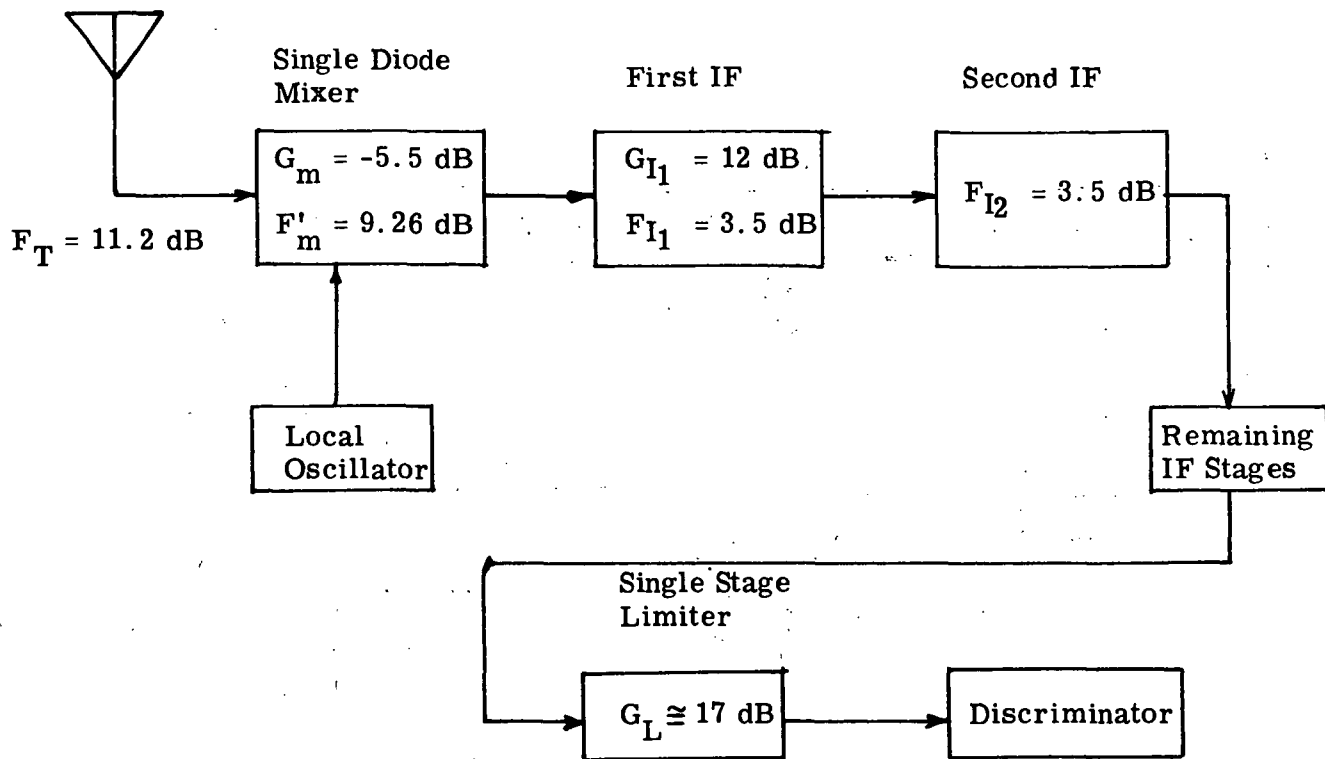 Single Diode
Mixer
First IF
Second IF
G_m = -5.5 dB
F'_m = 9.26 dB
G_I1 = 12 dB
F_I1 = 3.5 dB
F_I2 = 3.5 dB
F_T = 11.2 dB
Local
Oscillator
Remaining
IF Stages
Single Stage
Limiter
G_L ≅ 17 dB
Discriminator